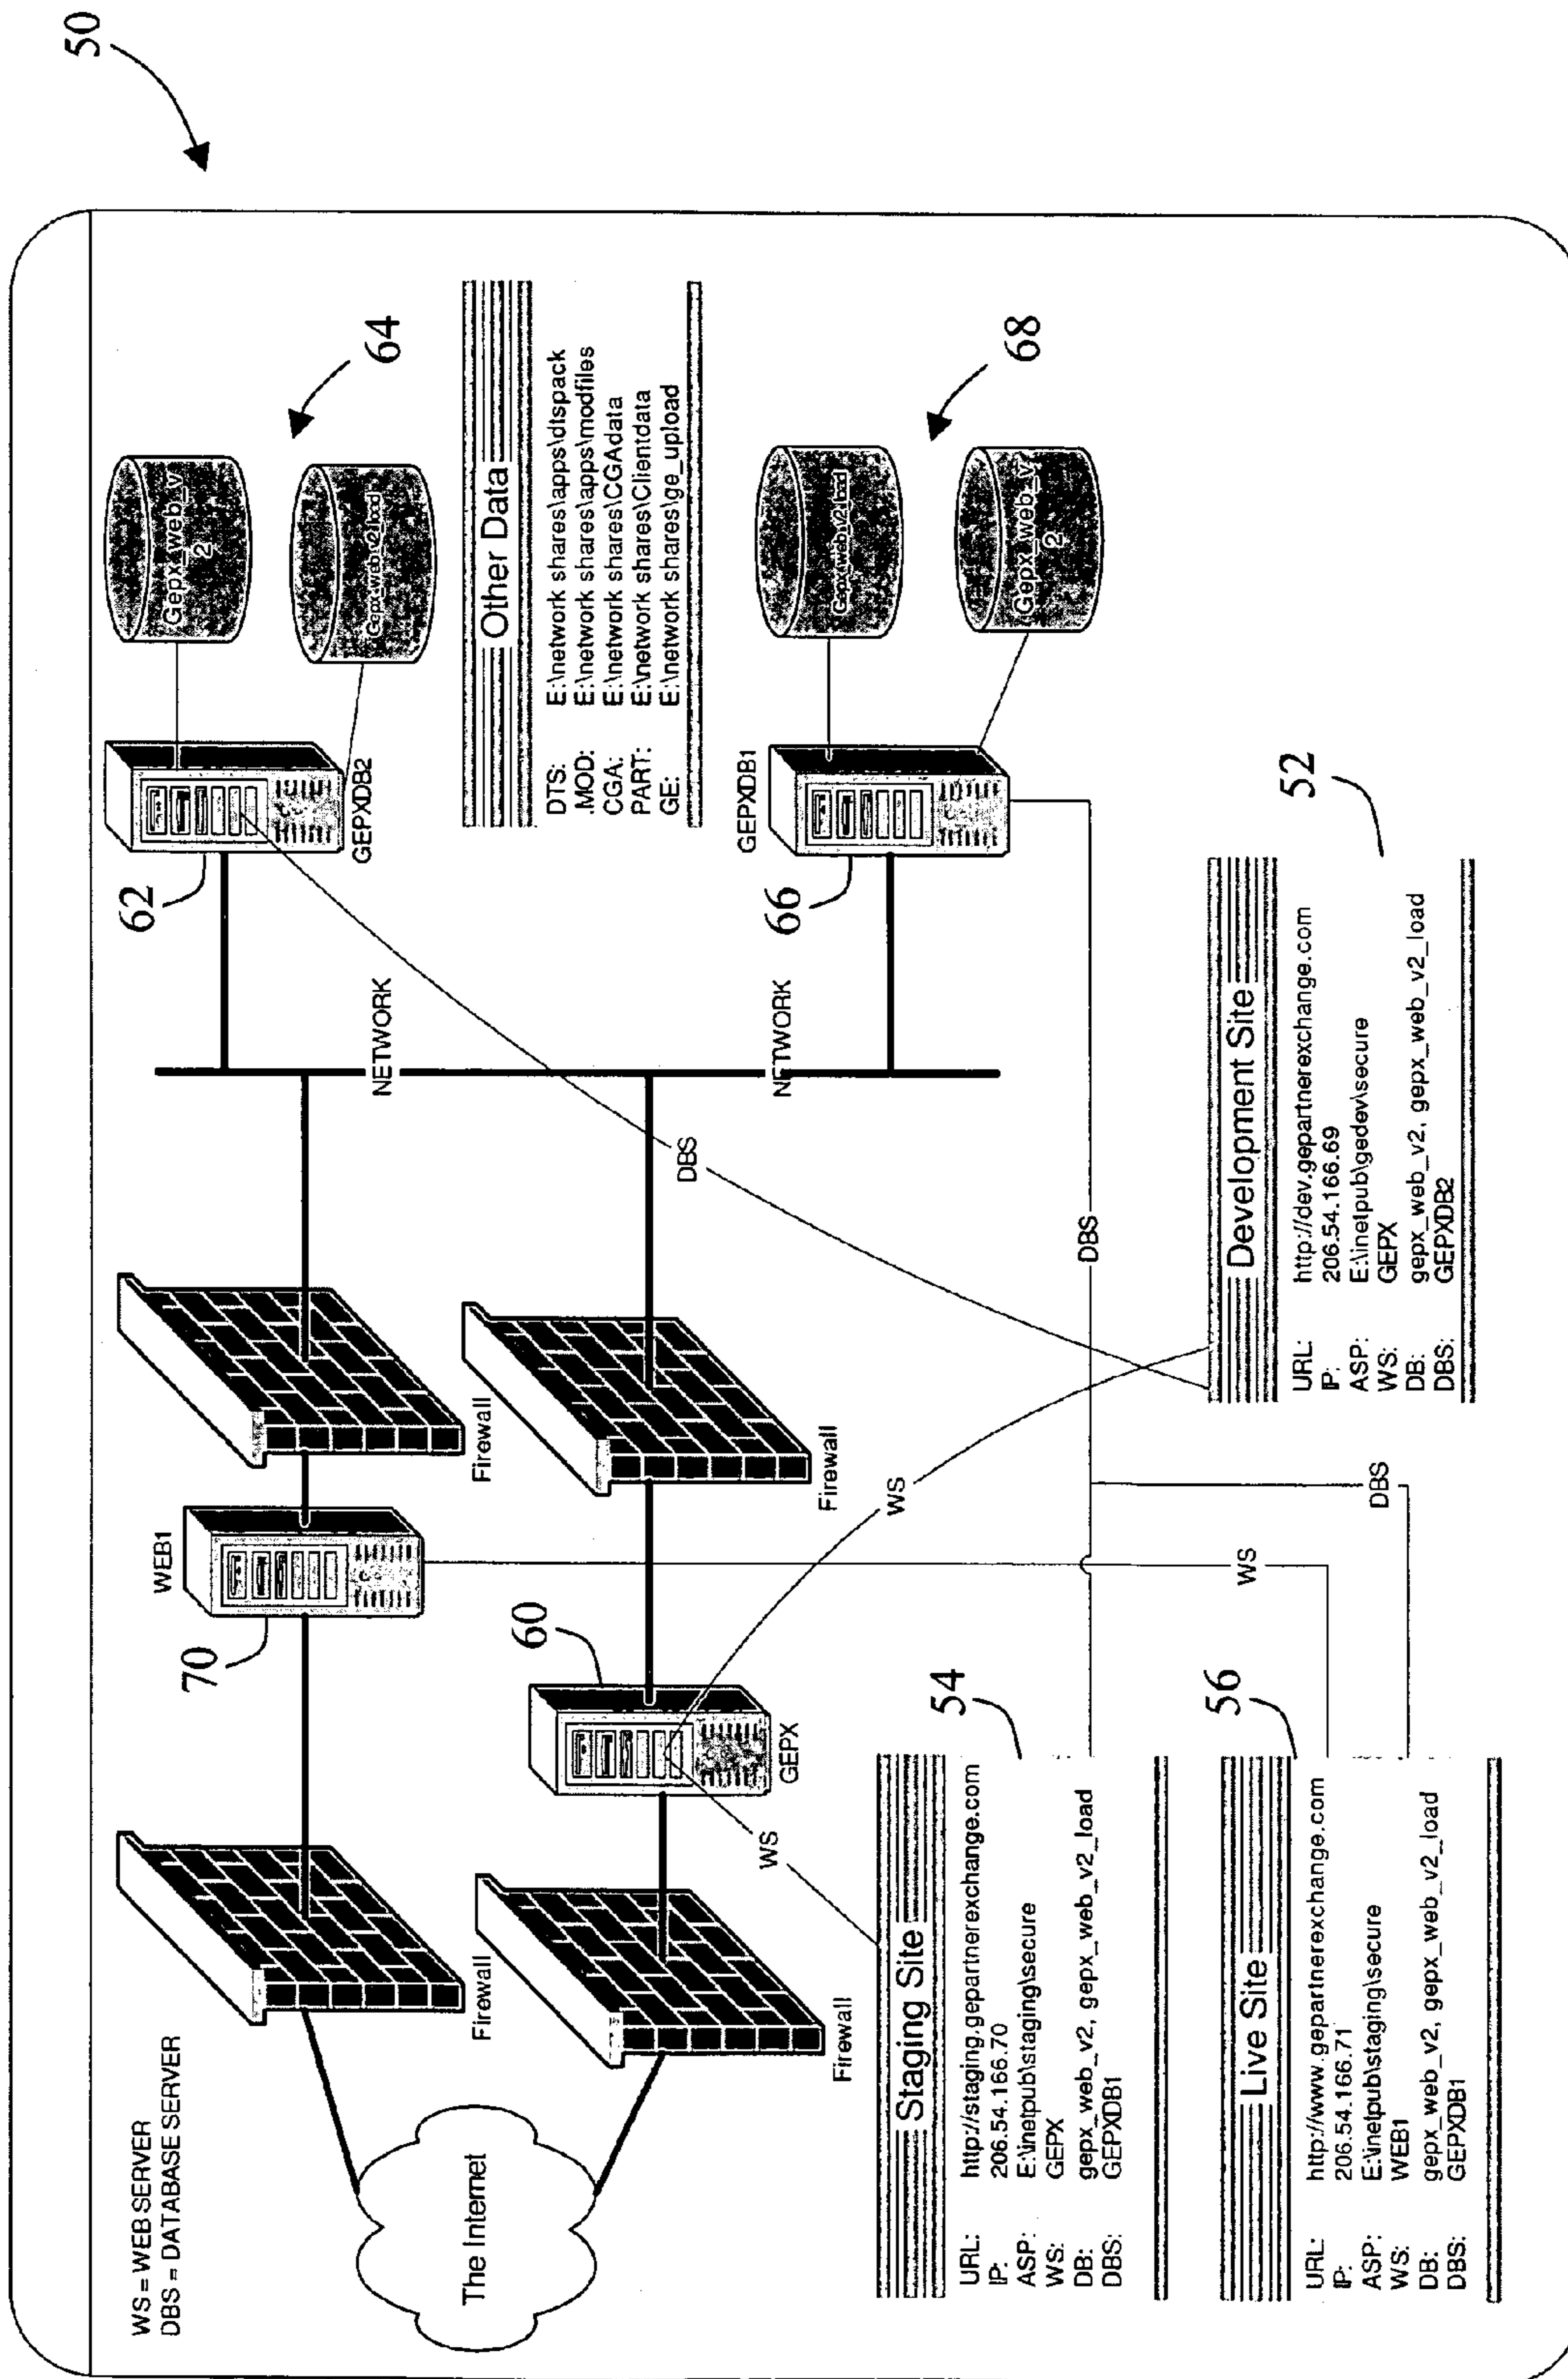 50
WS = WEB SERVER
DBS = DATABASE SERVER
The Internet
Firewall
Firewall
70
WEB1
60
GEPX
Firewall
Firewall
NETWORK
NETWORK
62
GEPXDB2
Gepx_web_v
2
Gepx_web_v2_load
64
Other Data
DTS: E:\network shares\apps\dtspack
.MOD: E:\network shares\apps\modfiles
CGA: E:\network shares\CGAdata
PART: E:\network shares\Clientdata
GE: E:\network shares\ge_upload
66
GEPXDB1
Gepx_web_v2_load
Gepx_web_v
2
68
WS
WS
DBS
DBS
WS
DBS
54
Staging Site
URL: http://staging.gepartnerexchange.com
IP: 206.54.166.70
ASP: E:\inetpub\staging\secure
WS: GEPX
DB: gepx_web_v2, gepx_web_v2_load
DBS: GEPXDB1
56
Live Site
URL: http://www.gepartnerexchange.com
IP: 206.54.166.71
ASP: E:\inetpub\staging\secure
WS: WEB1
DB: gepx_web_v2, gepx_web_v2_load
DBS: GEPXDB1
52
Development Site
URL: http://dev.gepartnerexchange.com
IP: 206.54.166.69
ASP: E:\inetpub\gedev\secure
WS: GEPX
DB: gepx_web_v2, gepx_web_v2_load
DBS: GEPXDB2